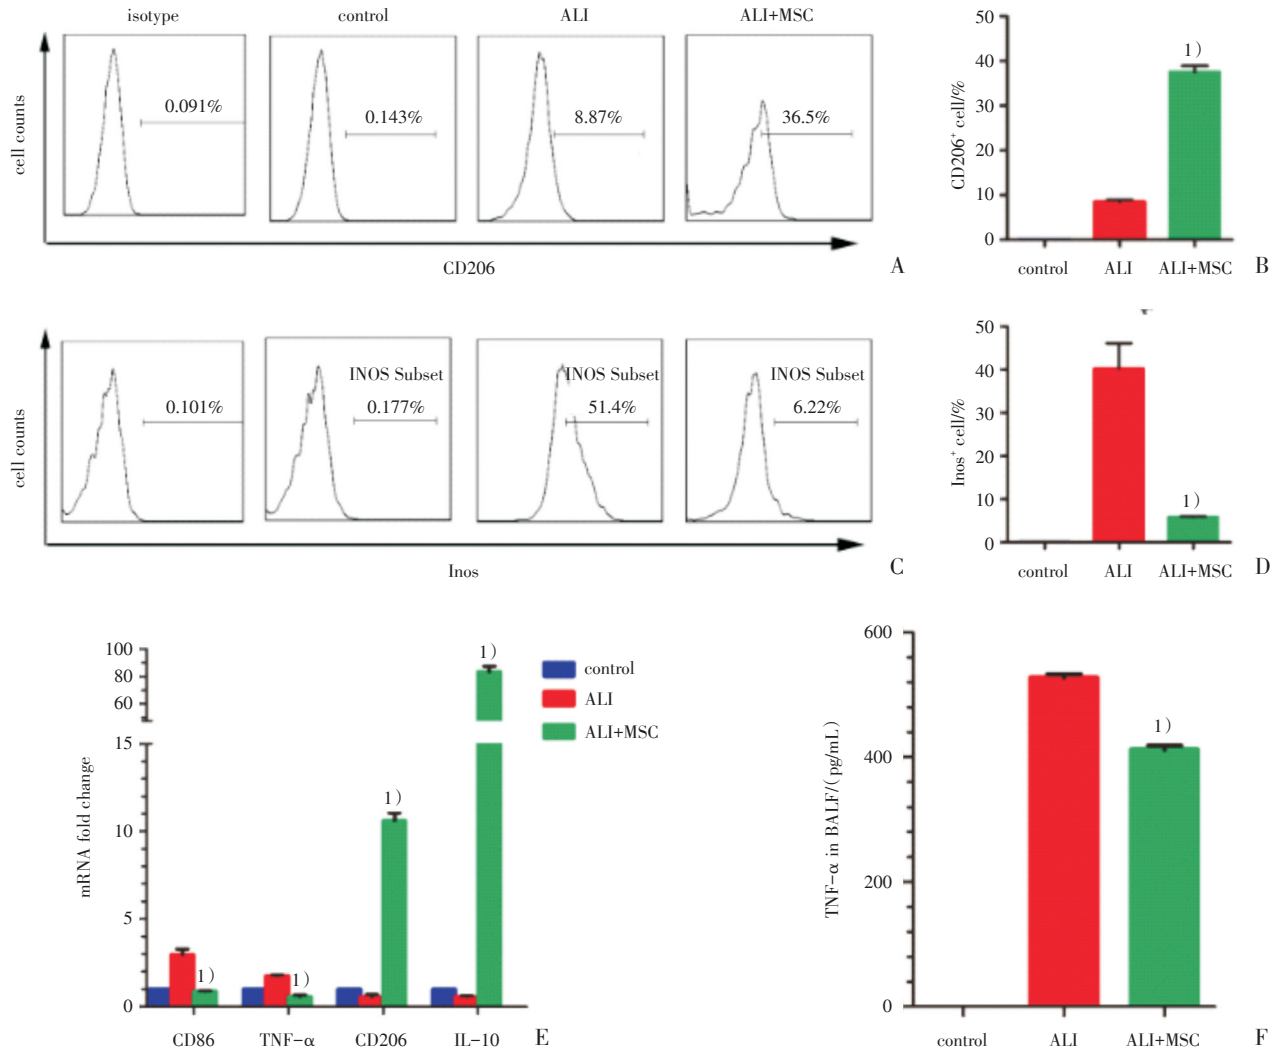 isotype control ALI ALI+MSC
0.091% 0.143% 8.87% 36.5%
cell counts
CD206
A
50
40
30
20
10
0
CD206+ cell/%
1)
control ALI ALI+MSC
B
INOS Subset INOS Subset INOS Subset
0.101% 0.177% 51.4% 6.22%
cell counts
Inos
C
50
40
30
20
10
0
Inos+ cell/%
1)
control ALI ALI+MSC
D
100
80
60
15
10
5
0
mRNA fold change
1)
1)
1)
1)
control
ALI
ALI+MSC
CD86 TNF-α CD206 IL-10
E
600
400
200
0
TNF-α in BALF/(pg/mL)
1)
control ALI ALI+MSC
F